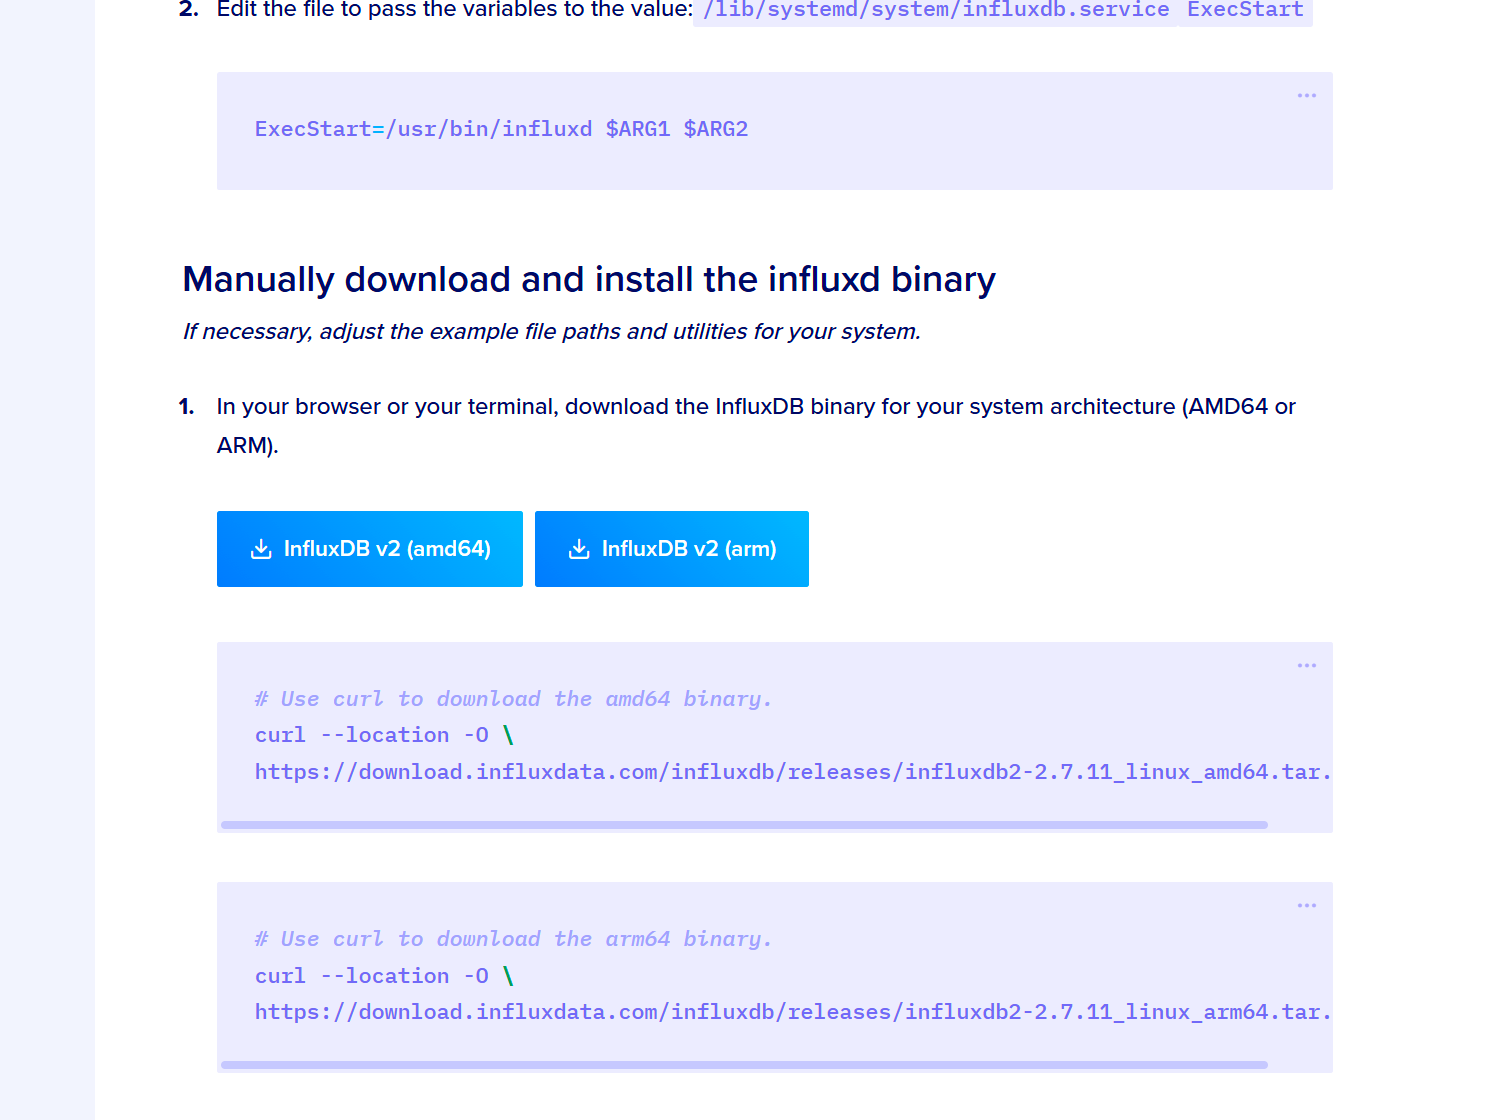 2. Edit the file to pass the variables to the value: /lib/systemd/system/influxdb.service ExecStart
ExecStart=/usr/bin/influxd $ARG1 $ARG2
Manually download and install the influxd binary
If necessary, adjust the example file paths and utilities for your system.
1. In your browser or your terminal, download the InfluxDB binary for your system architecture (AMD64 or
ARM).
InfluxDB v2 (amd64) InfluxDB v2 (arm)
# Use curl to download the amd64 binary.
curl --location -O \
https://download.influxdata.com/influxdb/releases/influxdb2-2.7.11_linux_amd64.tar.
# Use curl to download the arm64 binary.
curl --location -O \
https://download.influxdata.com/influxdb/releases/influxdb2-2.7.11_linux_arm64.tar.